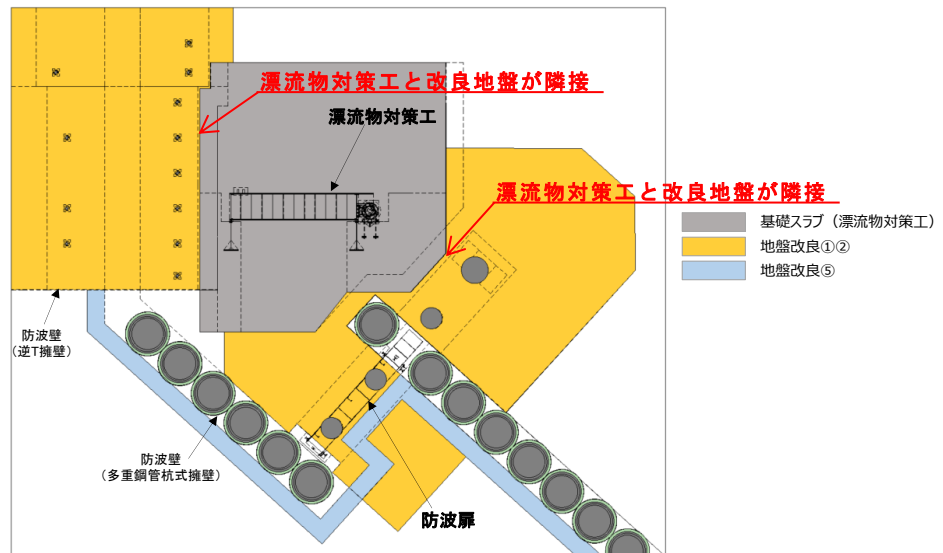 漂流物対策工と改良地盤が隣接
漂流物対策工
漂流物対策工と改良地盤が隣接
基礎スラブ（漂流物対策工）
地盤改良①②
地盤改良⑤
防波壁
（逆T擁壁）
防波壁
（多重鋼管杭式擁壁）
防波扉